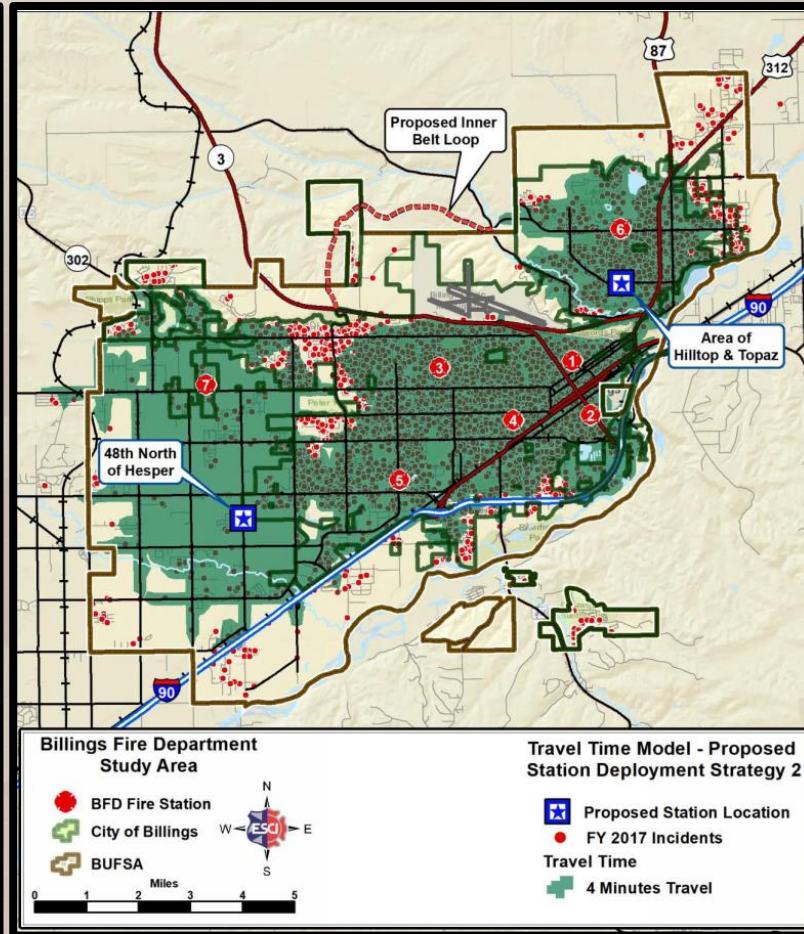 87
312
Proposed Inner
Belt Loop
3
6
302
90
Area of
Hilltop & Topaz
1
3
7
4
2
48th North
of Hesper
5
90
Billings Fire Department
Study Area
BFD Fire Station
City of Billings
BUFSA
N
W
ESCI
E
S
Miles
0 1 2 3 4 5
Travel Time Model - Proposed
Station Deployment Strategy 2
Proposed Station Location
FY 2017 Incidents
Travel Time
4 Minutes Travel